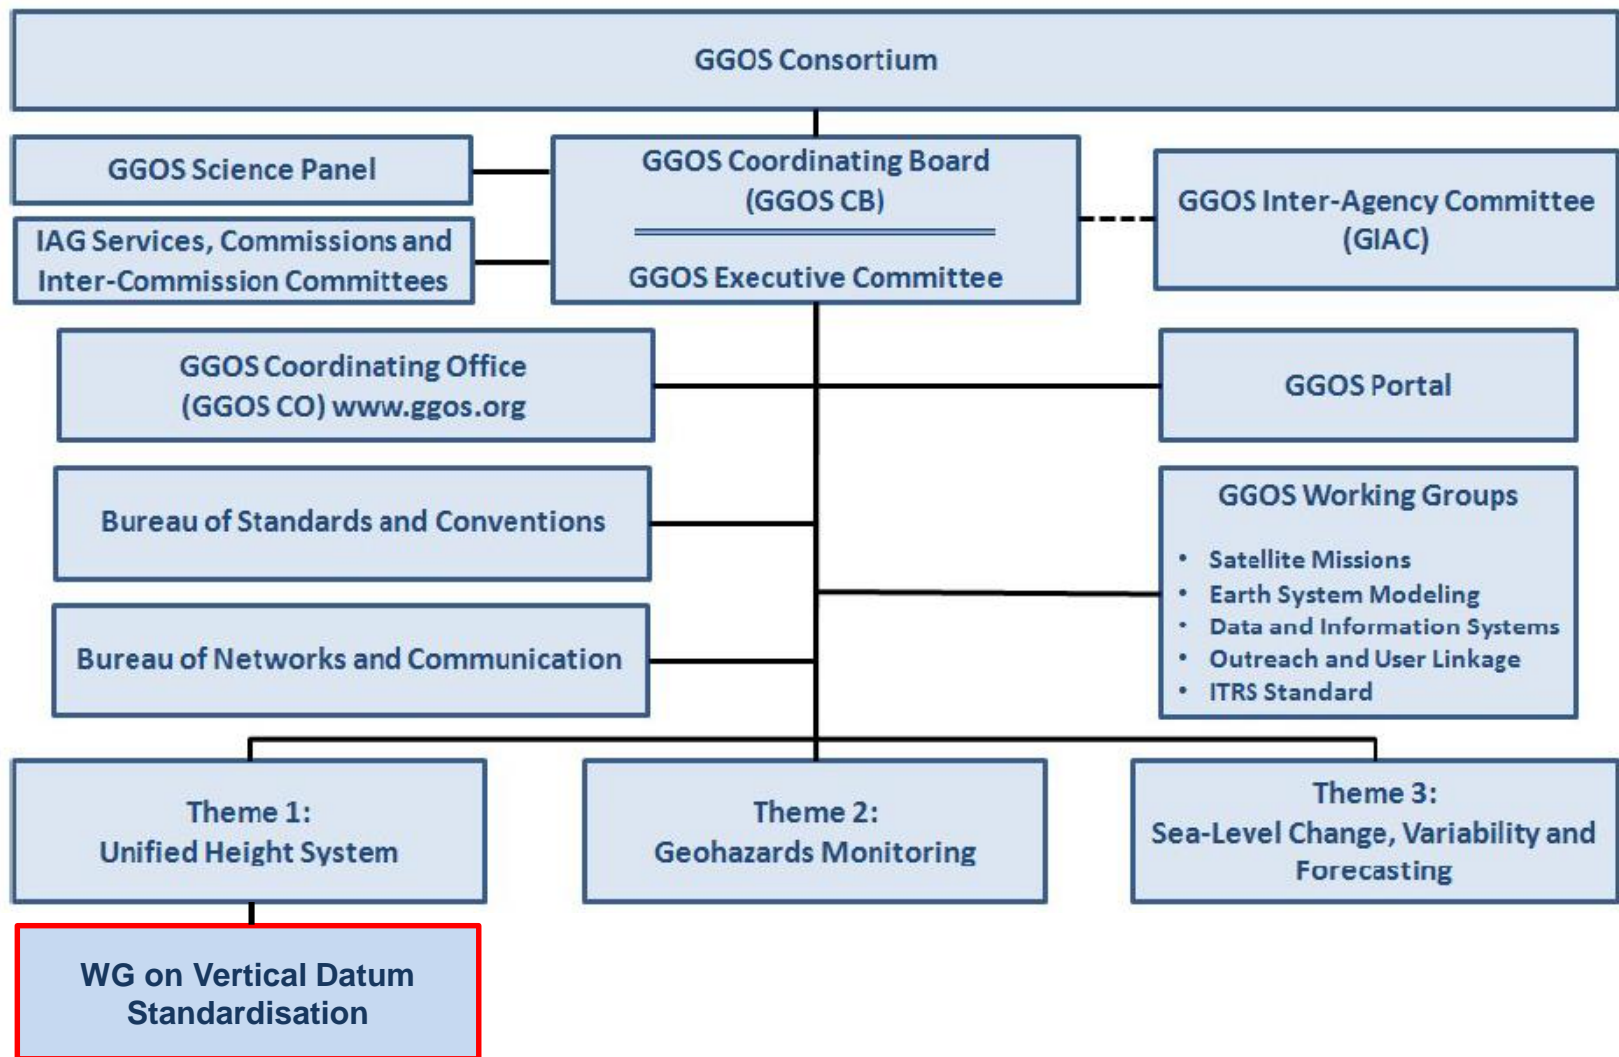 GGOS Consortium
GGOS Science Panel
IAG Services, Commissions and
Inter-Commission Committees
GGOS Coordinating Board
(GGOS CB)
GGOS Executive Committee
GGOS Inter-Agency Committee
(GIAC)
GGOS Coordinating Office
(GGOS CO) www.ggos.org
GGOS Portal
Bureau of Standards and Conventions
Bureau of Networks and Communication
GGOS Working Groups
• Satellite Missions
• Earth System Modeling
• Data and Information Systems
• Outreach and User Linkage
• ITRS Standard
Theme 1:
Unified Height System
Theme 2:
Geohazards Monitoring
Theme 3:
Sea-Level Change, Variability and
Forecasting
WG on Vertical Datum
Standardisation